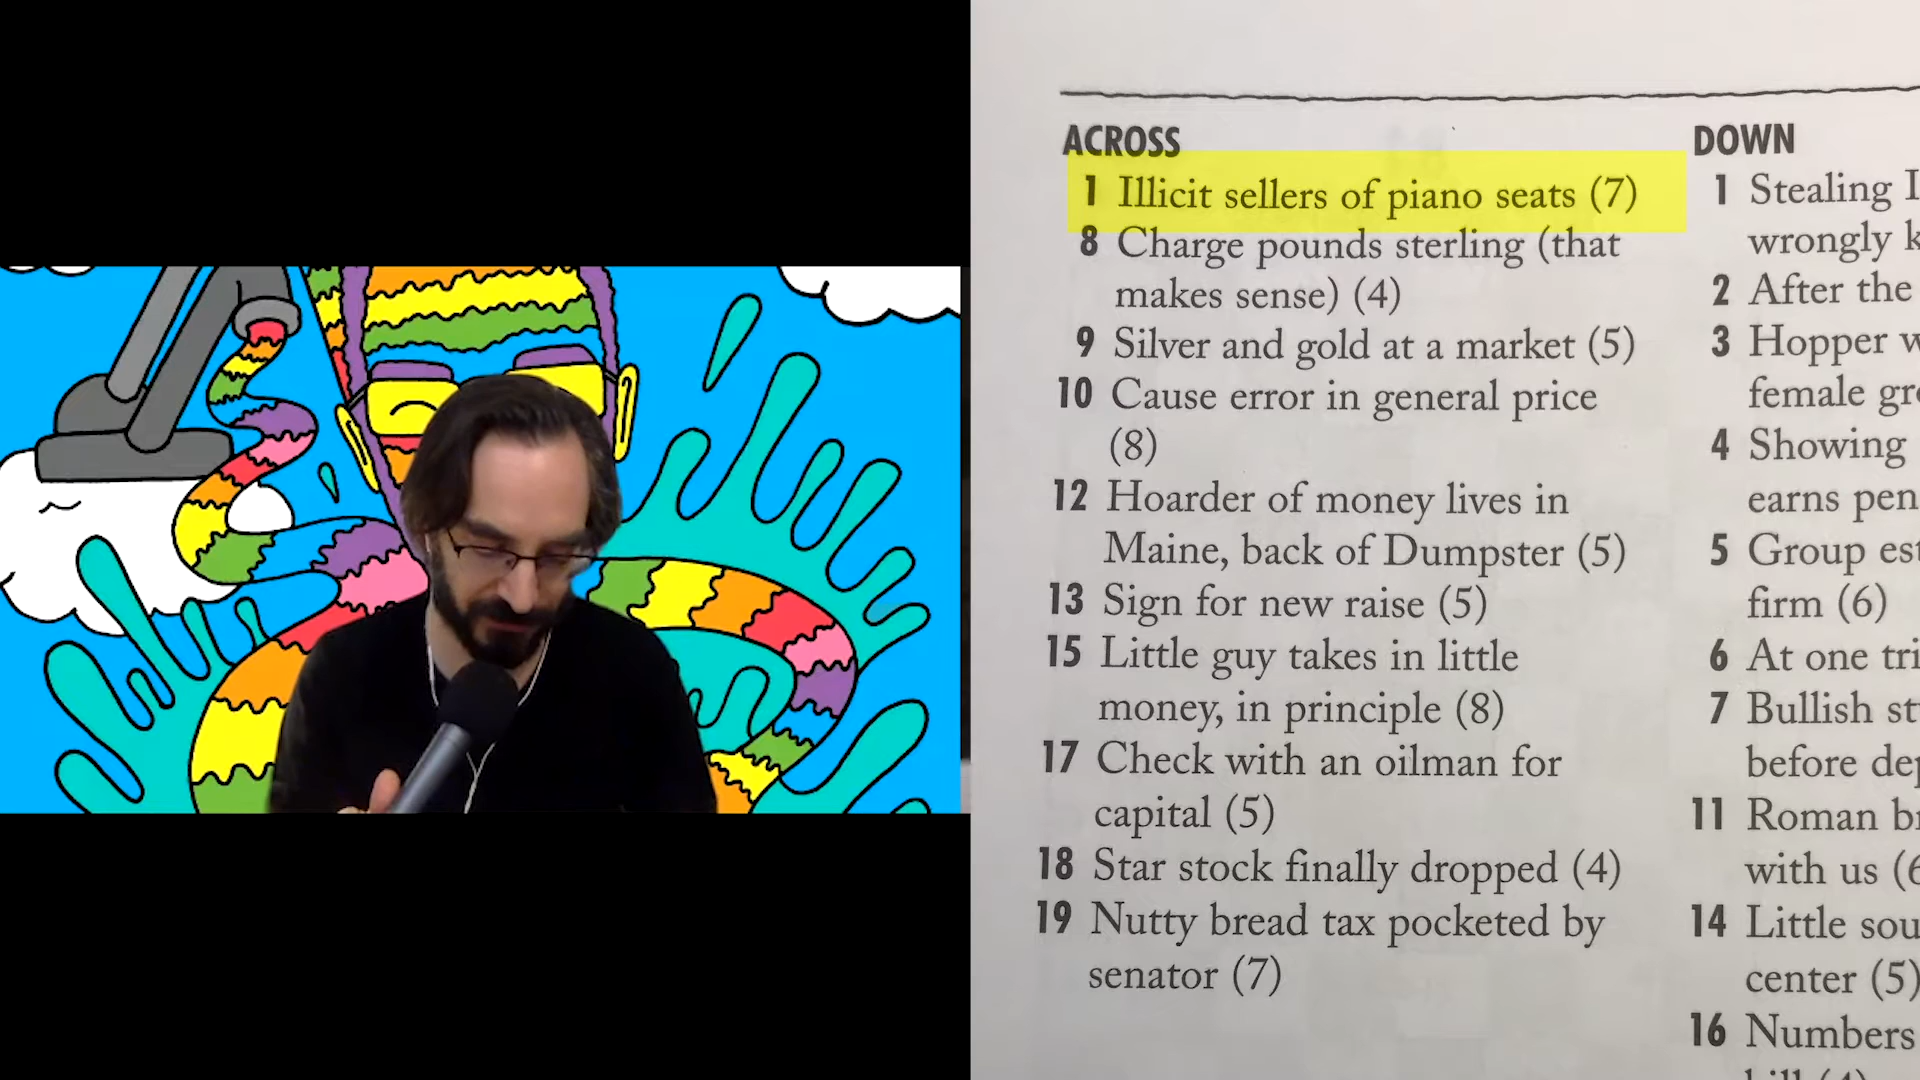 ACROSS
1 Illicit sellers of piano seats (7)
8 Charge pounds sterling (that
makes sense) (4)
9 Silver and gold at a market (5)
10 Cause error in general price
(8)
12 Hoarder of money lives in
Maine, back of Dumpster (5)
13 Sign for new raise (5)
15 Little guy takes in little
money, in principle (8)
17 Check with an oilman for
capital (5)
18 Star stock finally dropped (4)
19 Nutty bread tax pocketed by
senator (7)
DOWN
1 Stealing
wrongly
2 After the
3 Hopper
female
4 Showing
earns
5 Group
firm (6)
6 At one
7 Bullish
before
11 Roman
with us
14 Little
center (5)
16 Numbers